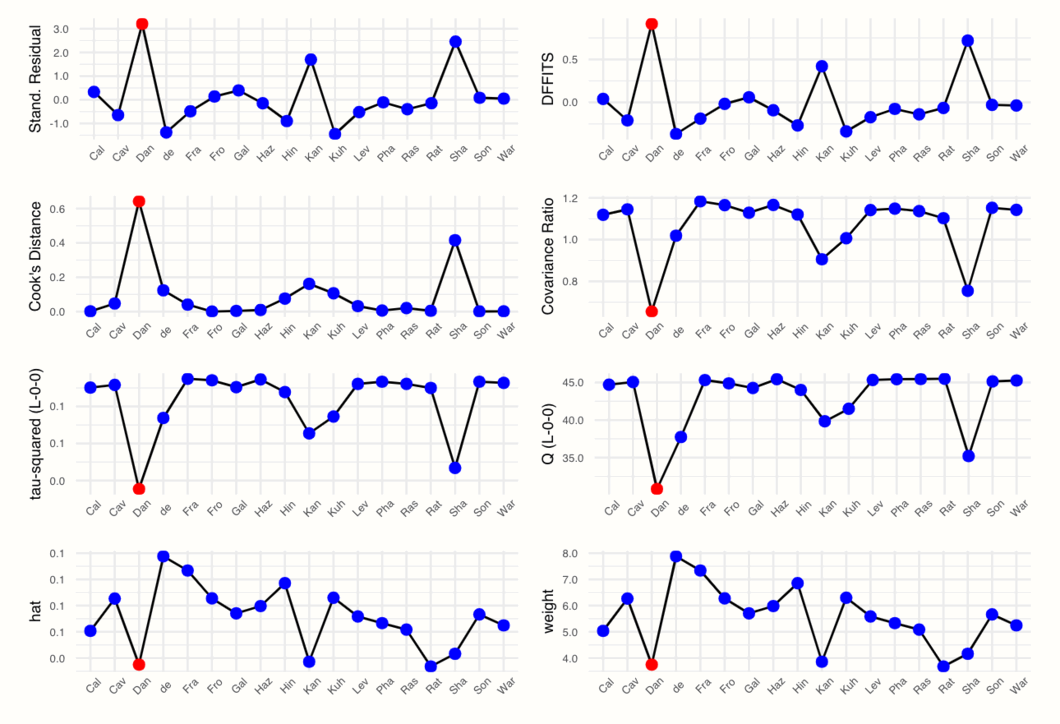 Stand. Residual
3.0
2.0
1.0
0.0
-1.0
Cal Cav Dan de Fra Fro Gal Haz Hin Kan Kuh Lev Pha Ras Rat Sha Son War
DFFITS
0.5
0.0
Cal Cav Dan de Fra Fro Gal Haz Hin Kan Kuh Lev Pha Ras Rat Sha Son War
Cook's Distance
0.6
0.4
0.2
0.0
Cal Cav Dan de Fra Fro Gal Haz Hin Kan Kuh Lev Pha Ras Rat Sha Son War
Covariance Ratio
1.2
1.0
0.8
Cal Cav Dan de Fra Fro Gal Haz Hin Kan Kuh Lev Pha Ras Rat Sha Son War
tau-squared (L-0-0)
0.1
0.1
0.0
Cal Cav Dan de Fra Fro Gal Haz Hin Kan Kuh Lev Pha Ras Rat Sha Son War
Q (L-0-0)
45.0
40.0
35.0
Cal Cav Dan de Fra Fro Gal Haz Hin Kan Kuh Lev Pha Ras Rat Sha Son War
hat
0.1
0.1
0.1
0.1
0.0
Cal Cav Dan de Fra Fro Gal Haz Hin Kan Kuh Lev Pha Ras Rat Sha Son War
weight
8.0
7.0
6.0
5.0
4.0
Cal Cav Dan de Fra Fro Gal Haz Hin Kan Kuh Lev Pha Ras Rat Sha Son War